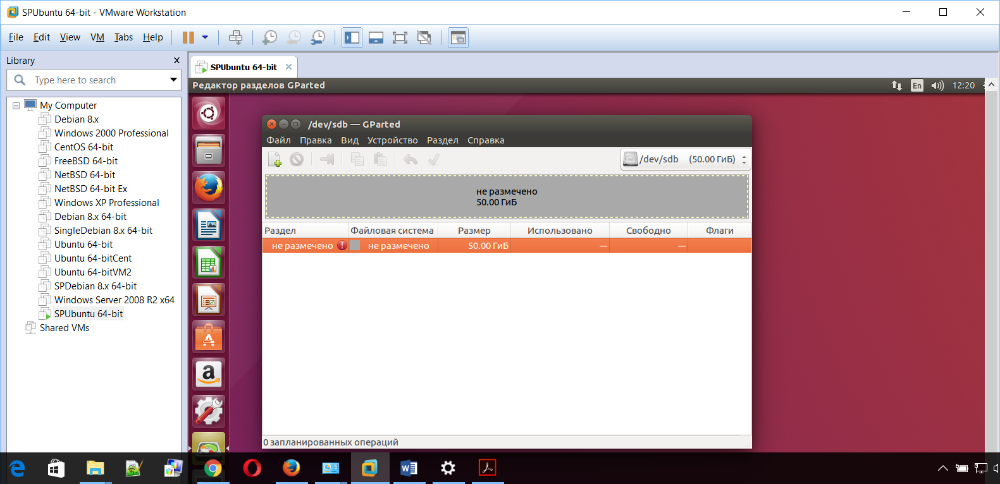 SPUbuntu 64-bit - VMware Workstation
File Edit View VM Tabs Help
Library
Type here to search
My Computer
Debian 8.x
Windows 2000 Professional
CentOS 64-bit
FreeBSD 64-bit
NetBSD 64-bit
NetBSD 64-bit Ex
Windows XP Professional
Debian 8.x 64-bit
SingleDebian 8.x 64-bit
Ubuntu 64-bit
Ubuntu 64-bitCent
Ubuntu 64-bitVM2
SPDebian 8.x 64-bit
Windows Server 2008 R2 x64
SPUbuntu 64-bit
Shared VMs
SPUbuntu 64-bit
Редактор разделов GParted
En 12:20
/dev/sdb — GParted
Файл Правка Вид Устройство Раздел Справка
/dev/sdb (50.00 ГиБ)
не размечено
50.00 ГиБ
Раздел Файловая система Размер Использовано Свободно Флаги
не размечено не размечено 50.00 ГиБ — —
0 запланированных операций